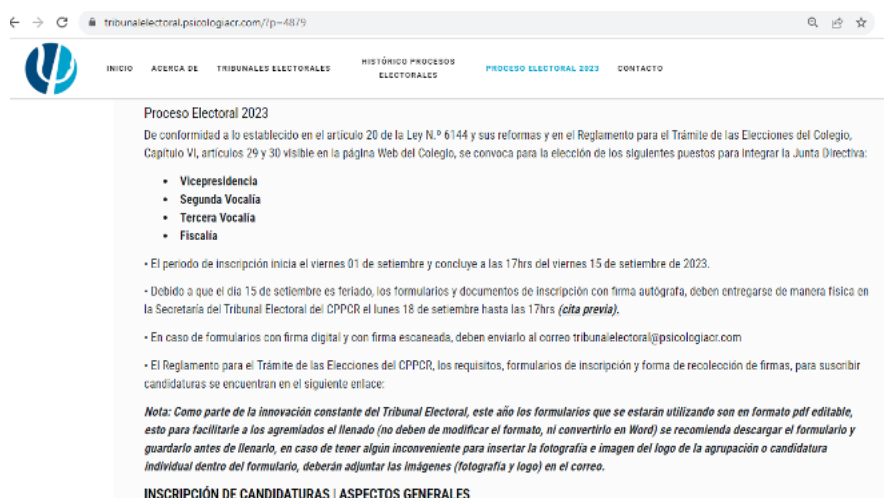 tribunalelectoral.psicologiacr.com/?p=4879
INICIO ACERCA DE TRIBUNALES ELECTORALES HISTÓRICO PROCESOS ELECTORALES PROCESO ELECTORAL 2023 CONTACTO
Proceso Electoral 2023
De conformidad a lo establecido en el artículo 20 de la Ley N.º 6144 y sus reformas y en el Reglamento para el Trámite de las Elecciones del Colegio,
Capítulo VI, artículos 29 y 30 visible en la página Web del Colegio, se convoca para la elección de los siguientes puestos para integrar la Junta Directiva:
• Vicepresidencia
• Segunda Vocalía
• Tercera Vocalía
• Fiscalía
• El periodo de inscripción inicia el viernes 01 de setiembre y concluye a las 17hrs del viernes 15 de setiembre de 2023.
• Debido a que el día 15 de setiembre es feriado, los formularios y documentos de inscripción con firma autógrafa, deben entregarse de manera física en
la Secretaría del Tribunal Electoral del CPPCR el lunes 18 de setiembre hasta las 17hrs (cita previa).
• En caso de formularios con firma digital y con firma escaneada, deben enviarlo al correo tribunalelectoral@psicologiacr.com
• El Reglamento para el Trámite de las Elecciones del CPPCR, los requisitos, formularios de inscripción y forma de recolección de firmas, para suscribir
candidaturas se encuentran en el siguiente enlace:
Nota: Como parte de la innovación constante del Tribunal Electoral, este año los formularios que se estarán utilizando son en formato pdf editable,
esto para facilitarle a los agremiados el llenado (no deben de modificar el formato, ni convertirlo en Word) se recomienda descargar el formulario y
guardarlo antes de llenarlo, en caso de tener algún inconveniente para insertar la fotografía e imagen del logo de la agrupación o candidatura
individual dentro del formulario, deberán adjuntar las imágenes (fotografía y logo) en el correo.
INSCRIPCIÓN DE CANDIDATURAS | ASPECTOS GENERALES